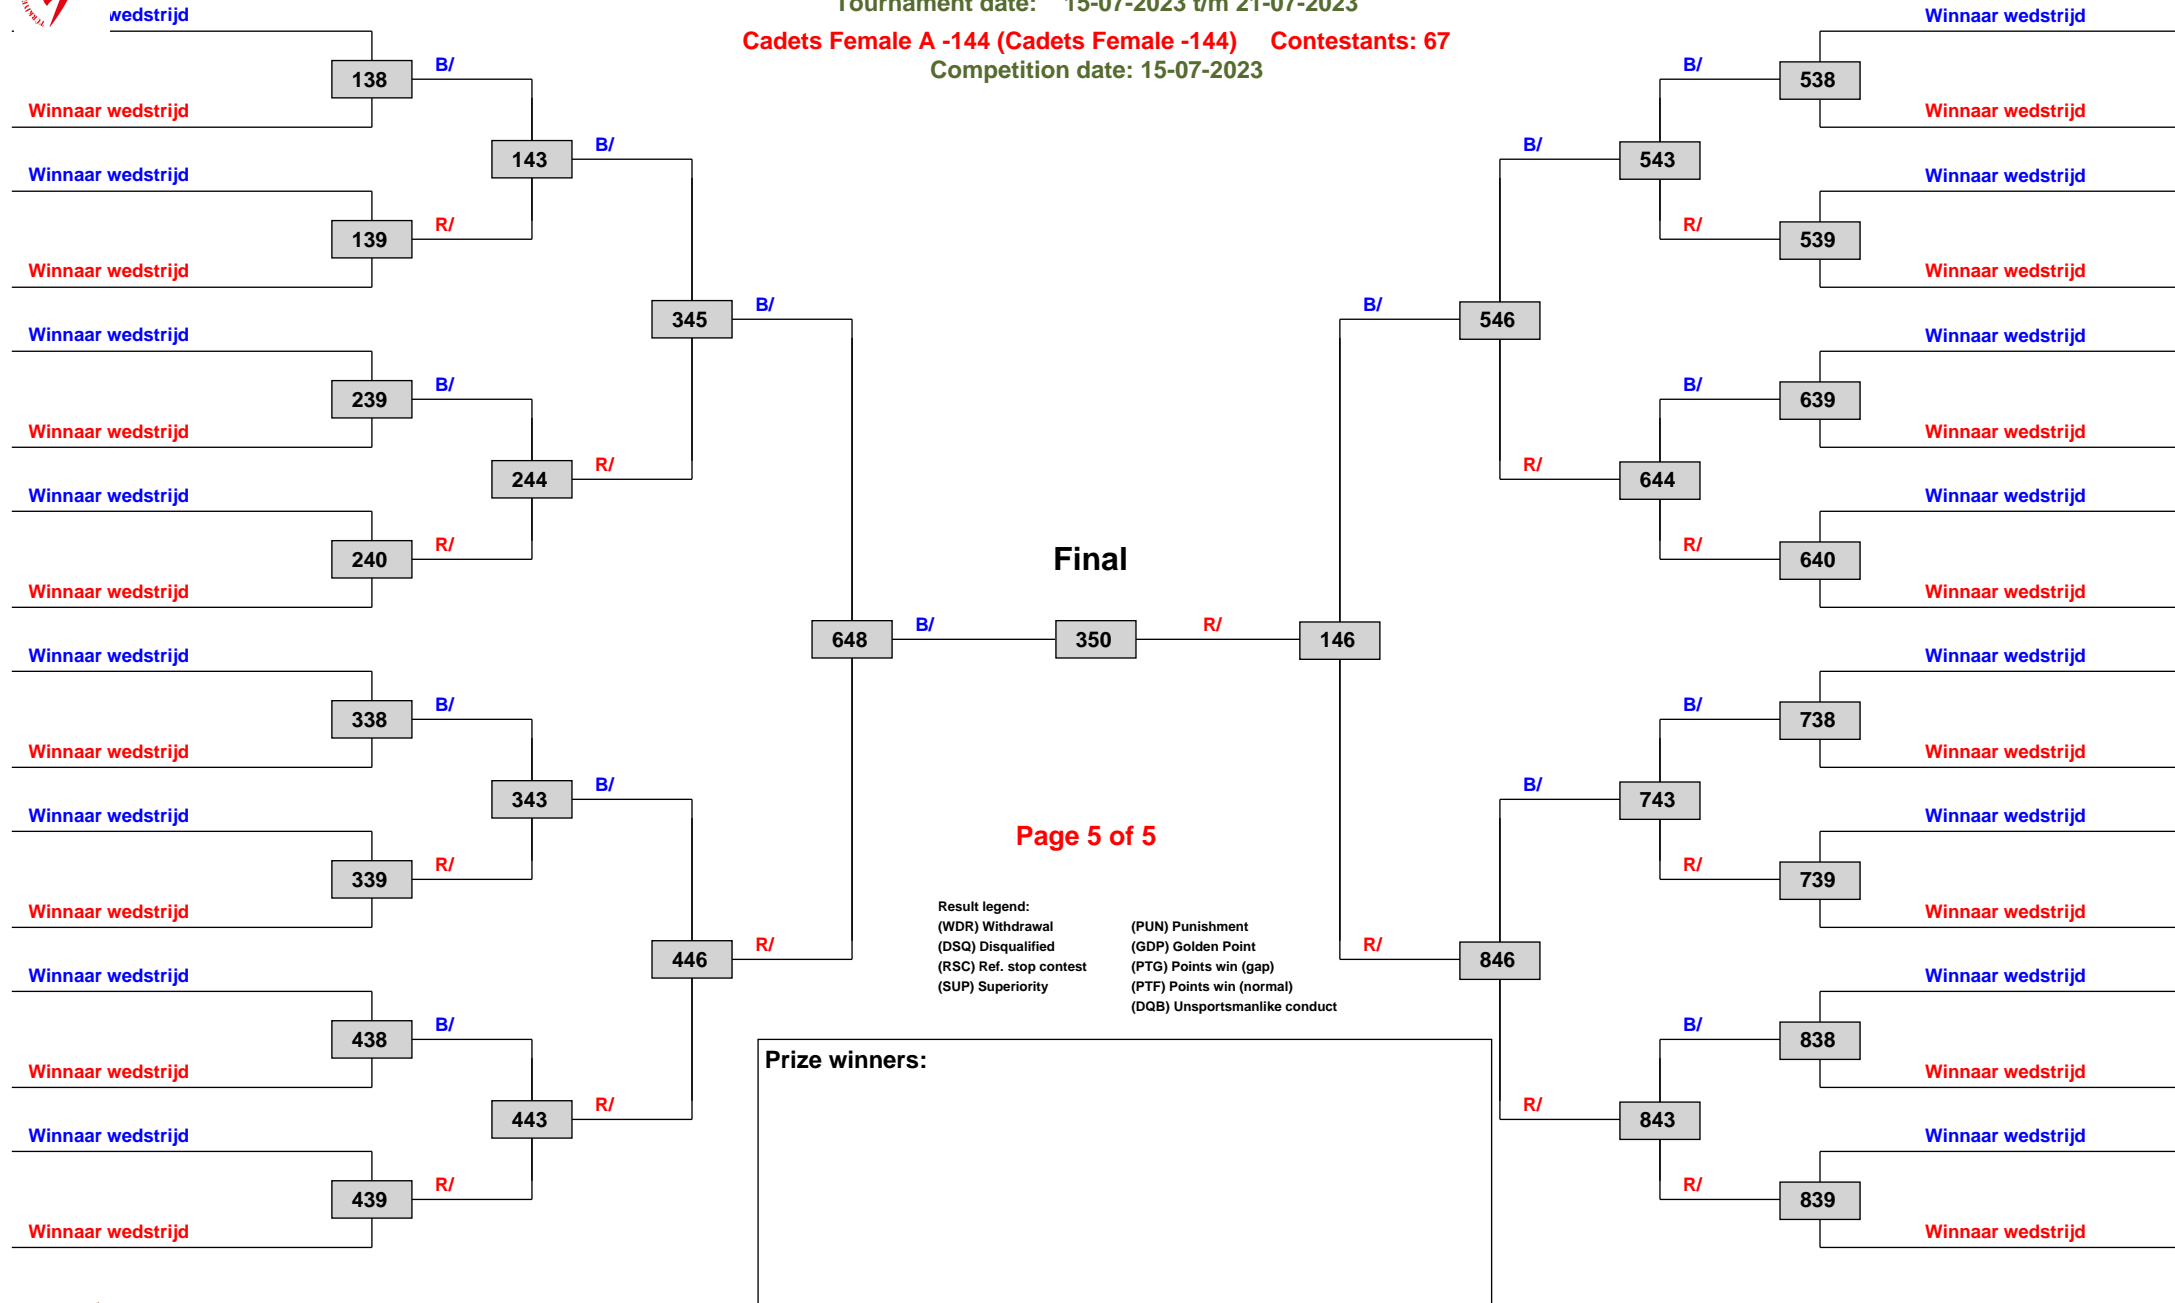 Tournament date: 15-07-2023 t/m 21-07-2023
Cadets Female A -144 (Cadets Female -144) Contestants: 67
Competition date: 15-07-2023
wedstrijd
138
B/
Winnaar wedstrijd
143
B/
Winnaar wedstrijd
139
R/
Winnaar wedstrijd
345
B/
Winnaar wedstrijd
239
B/
Winnaar wedstrijd
244
R/
Winnaar wedstrijd
240
R/
Winnaar wedstrijd
648
B/
Winnaar wedstrijd
338
B/
Winnaar wedstrijd
343
B/
Winnaar wedstrijd
339
R/
Winnaar wedstrijd
446
R/
Winnaar wedstrijd
438
B/
Winnaar wedstrijd
443
R/
Winnaar wedstrijd
439
R/
Winnaar wedstrijd
Final
350
R/
146
Winnaar wedstrijd
B/
538
Winnaar wedstrijd
B/
543
Winnaar wedstrijd
R/
539
Winnaar wedstrijd
B/
546
Winnaar wedstrijd
B/
639
Winnaar wedstrijd
R/
644
Winnaar wedstrijd
R/
640
Winnaar wedstrijd
Winnaar wedstrijd
B/
738
Winnaar wedstrijd
B/
743
Winnaar wedstrijd
R/
739
Winnaar wedstrijd
R/
846
Winnaar wedstrijd
B/
838
Winnaar wedstrijd
R/
843
Winnaar wedstrijd
R/
839
Winnaar wedstrijd
Page 5 of 5
Result legend:
(WDR) Withdrawal (PUN) Punishment
(DSQ) Disqualified (GDP) Golden Point
(RSC) Ref. stop contest (PTG) Points win (gap)
(SUP) Superiority (PTF) Points win (normal)
(DQB) Unsportsmanlike conduct
Prize winners: